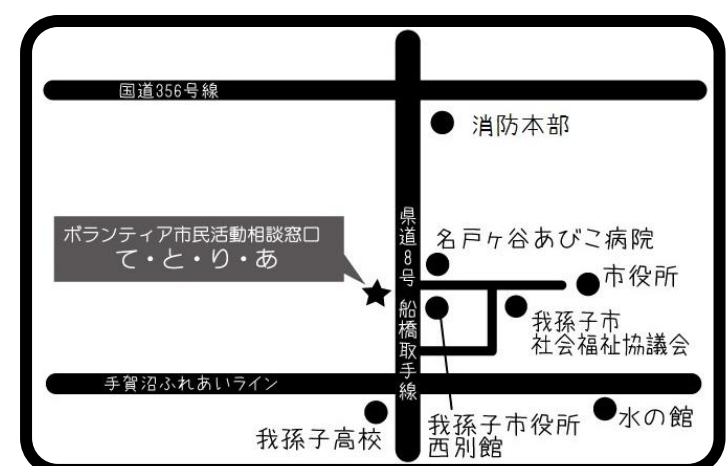 国道356号線
消防本部
ボランティア市民活動相談窓口
て・と・り・あ
県道8号 船橋取手線
名戸ヶ谷あびこ病院
市役所
我孫子市
社会福祉協議会
手賀沼ふれあいライン
我孫子高校
我孫子市役所
西別館
水の館